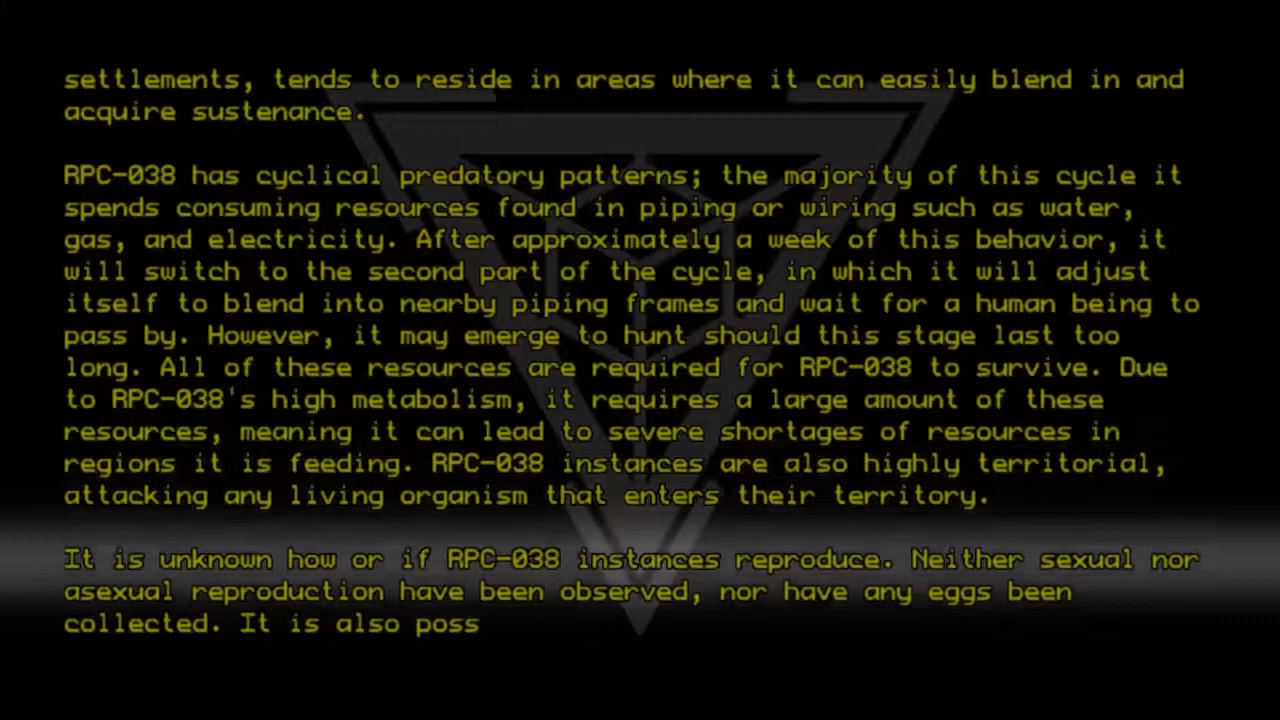 settlements, tends to reside in areas where it can easily blend in and
acquire sustenance.
RPC-038 has cyclical predatory patterns; the majority of this cycle it
spends consuming resources found in piping or wiring such as water,
gas, and electricity. After approximately a week of this behavior, it
will switch to the second part of the cycle, in which it will adjust
itself to blend into nearby piping frames and wait for a human being to
pass by. However, it may emerge to hunt should this stage last too
long. All of these resources are required for RPC-038 to survive. Due
to RPC-038's high metabolism, it requires a large amount of these
resources, meaning it can lead to severe shortages of resources in
regions it is feeding. RPC-038 instances are also highly territorial,
attacking any living organism that enters their territory.
It is unknown how or if RPC-038 instances reproduce. Neither sexual nor
asexual reproduction have been observed, nor have any eggs been
collected. It is also poss